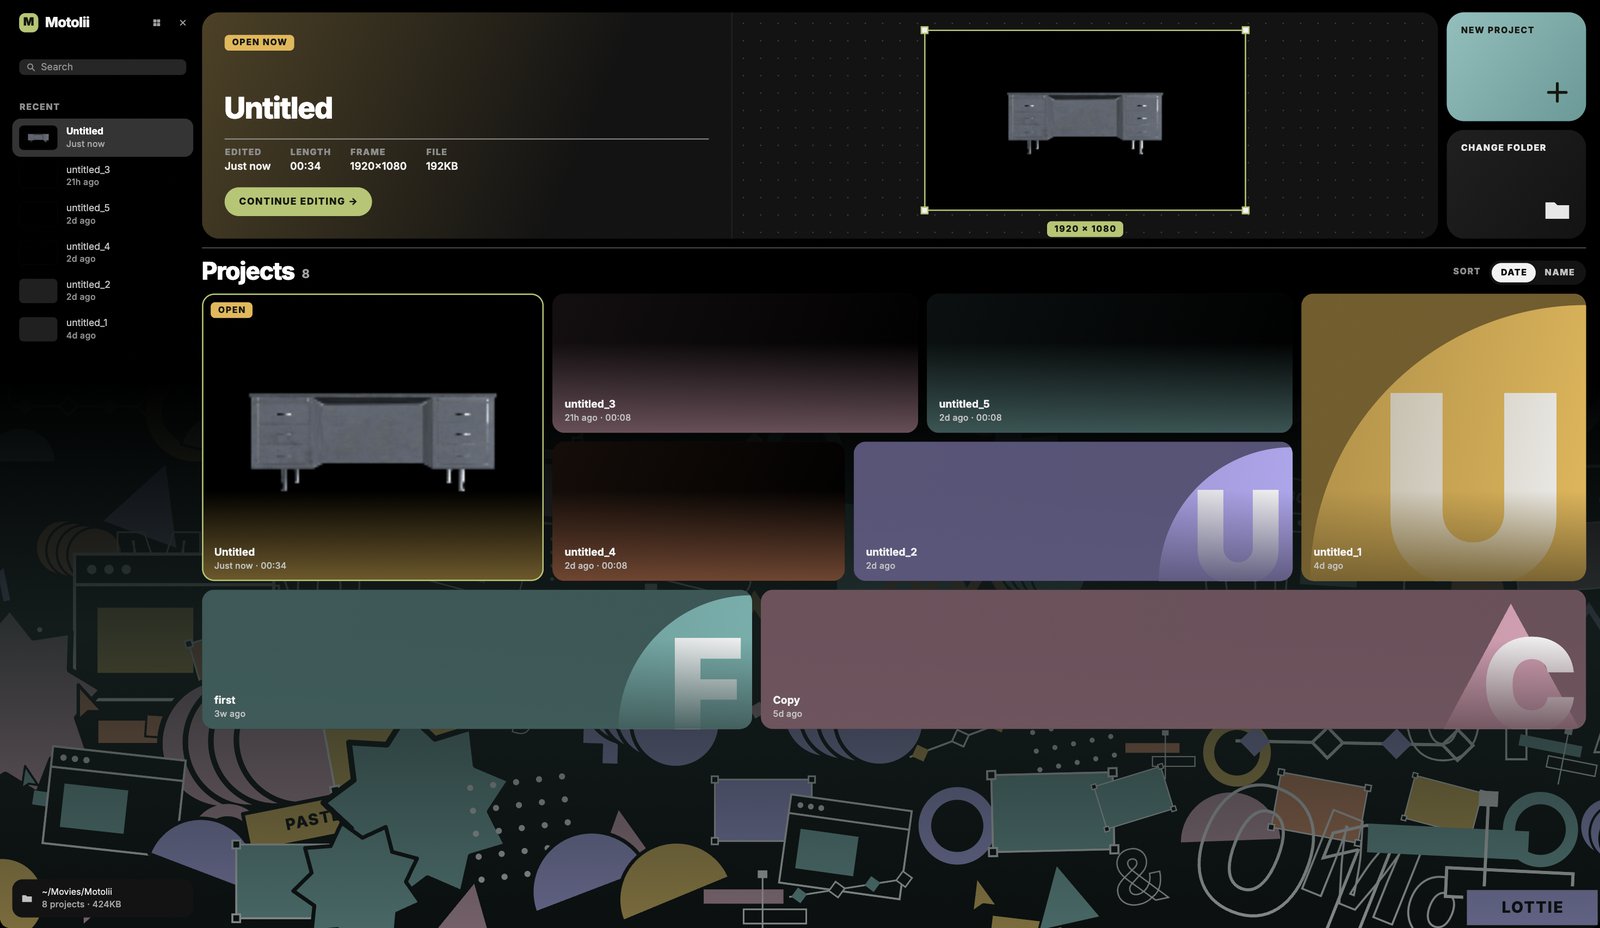 M Motolii
Search
RECENT
Untitled
Just now
untitled_3
21h ago
untitled_5
2d ago
untitled_4
2d ago
untitled_2
2d ago
untitled_1
4d ago
~/Movies/Motolii
8 projects · 424KB
OPEN NOW
Untitled
EDITED LENGTH FRAME FILE
Just now 00:34 1920×1080 192KB
CONTINUE EDITING →
1920 × 1080
NEW PROJECT
CHANGE FOLDER
Projects 8
SORT DATE NAME
OPEN
Untitled
Just now · 00:34
untitled_3
21h ago · 00:08
untitled_5
2d ago · 00:08
U
untitled_1
4d ago
untitled_4
2d ago · 00:08
U
untitled_2
2d ago
F
first
3w ago
C
Copy
5d ago
&
LOTTIE